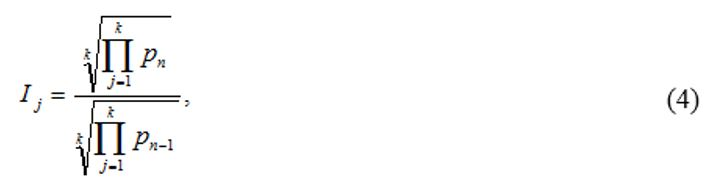 I_j = \frac{\sqrt[k]{\prod_{j=1}^{k} p_n}}{\sqrt[k]{\prod_{j=1}^{k} p_{n-1}}}, (4)